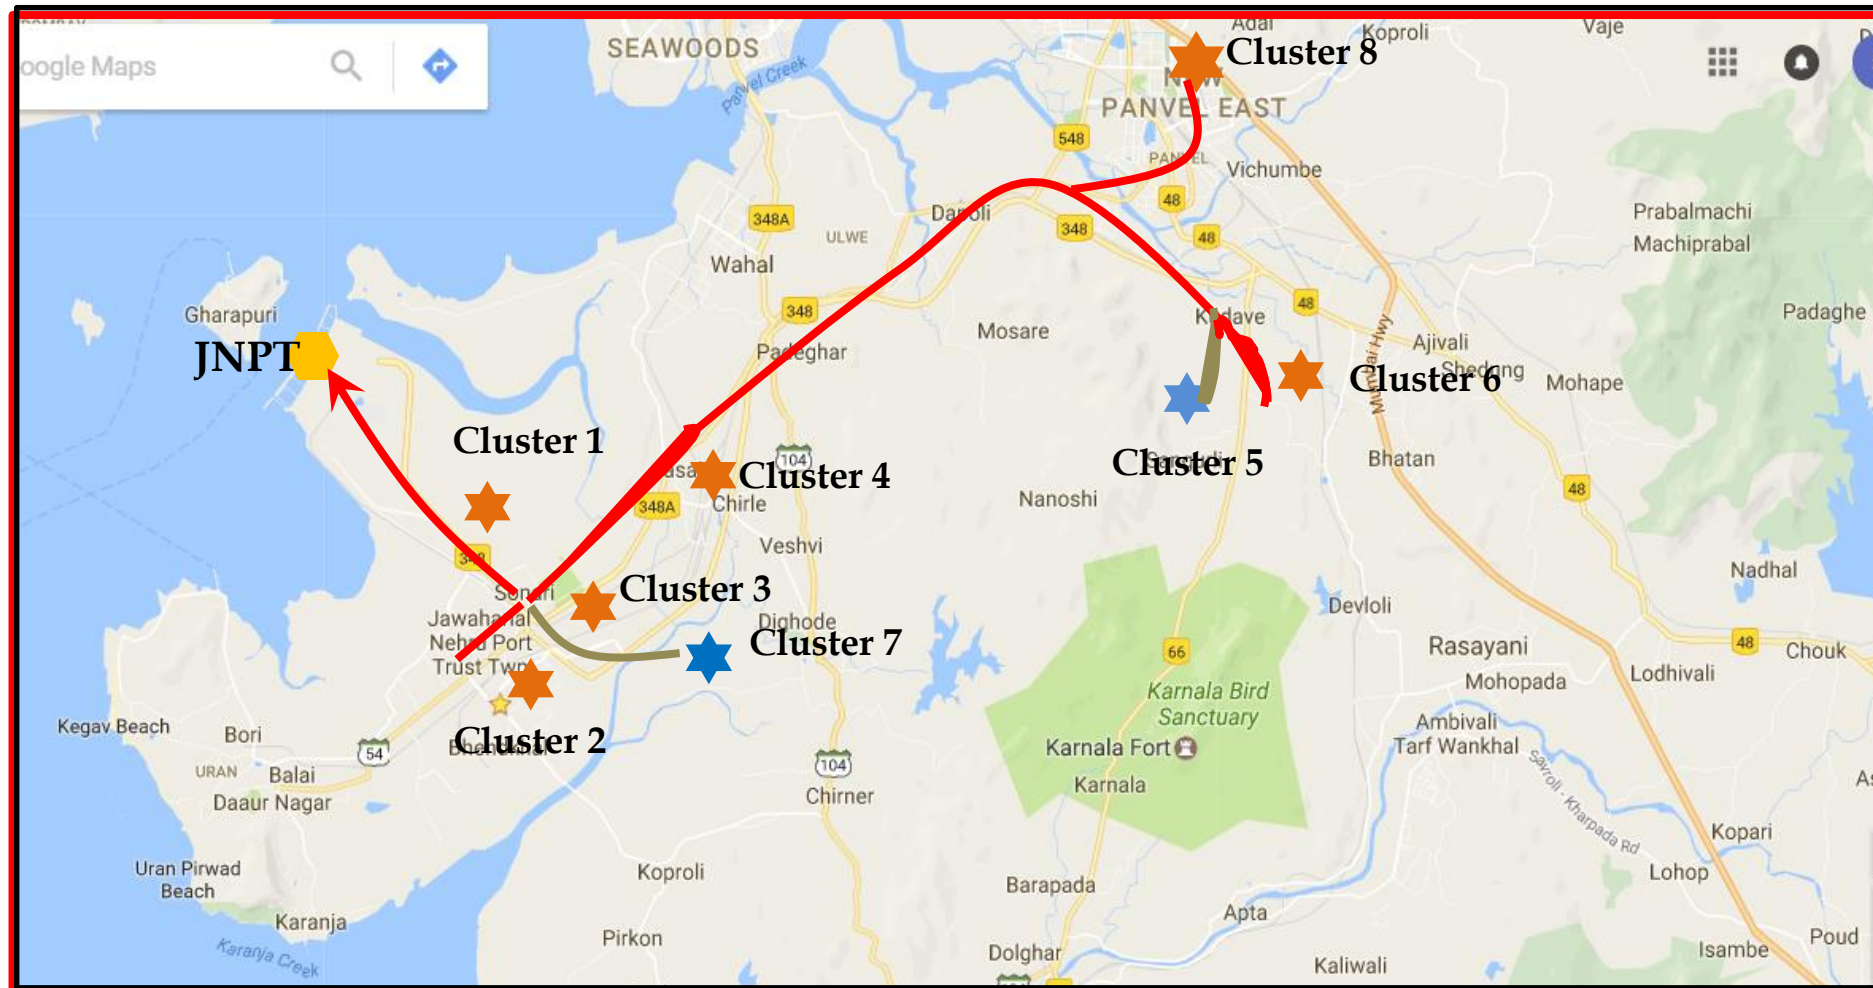 SEAWOODS
Adai
Koproli
Vaje
oogle Maps
Cluster 8
Panvel Creek
PANVEL EAST
548
PANVEL
Vichumbe
48
Prabalmachi
Machiprabal
348A
Dapoli
348
48
ULWE
Wahal
Gharapuri
348
48
Padaghe
Mosare
Ajivali
JNPT
Padeghar
Mumbai Hwy
Shedung
Mohape
Cluster 6
Cluster 1
104
Cluster 5
Bhatan
Cluster 4
48
348A
Chirle
Nanoshi
Veshvi
348
Nadhal
Sonari
Cluster 3
Devloli
Jawaharlal
Nehru Port
Trust Twn
Dighode
Cluster 7
66
Rasayani
48
Chouk
Lodhivali
Mohopada
Karnala Bird
Sanctuary
Kegav Beach
Bori
Cluster 2
54
Karnala Fort
Ambivali
Tarf Wankhal
URAN
Balai
104
Daaur Nagar
Chirner
Karnala
Savroli - Kharpada Rd
Kopari
Uran Pirwad
Beach
Koproli
Barapada
Lohop
Karanja
Apta
Karanja Creek
Pirkon
Dolghar
Kaliwali
Isambe
Poud